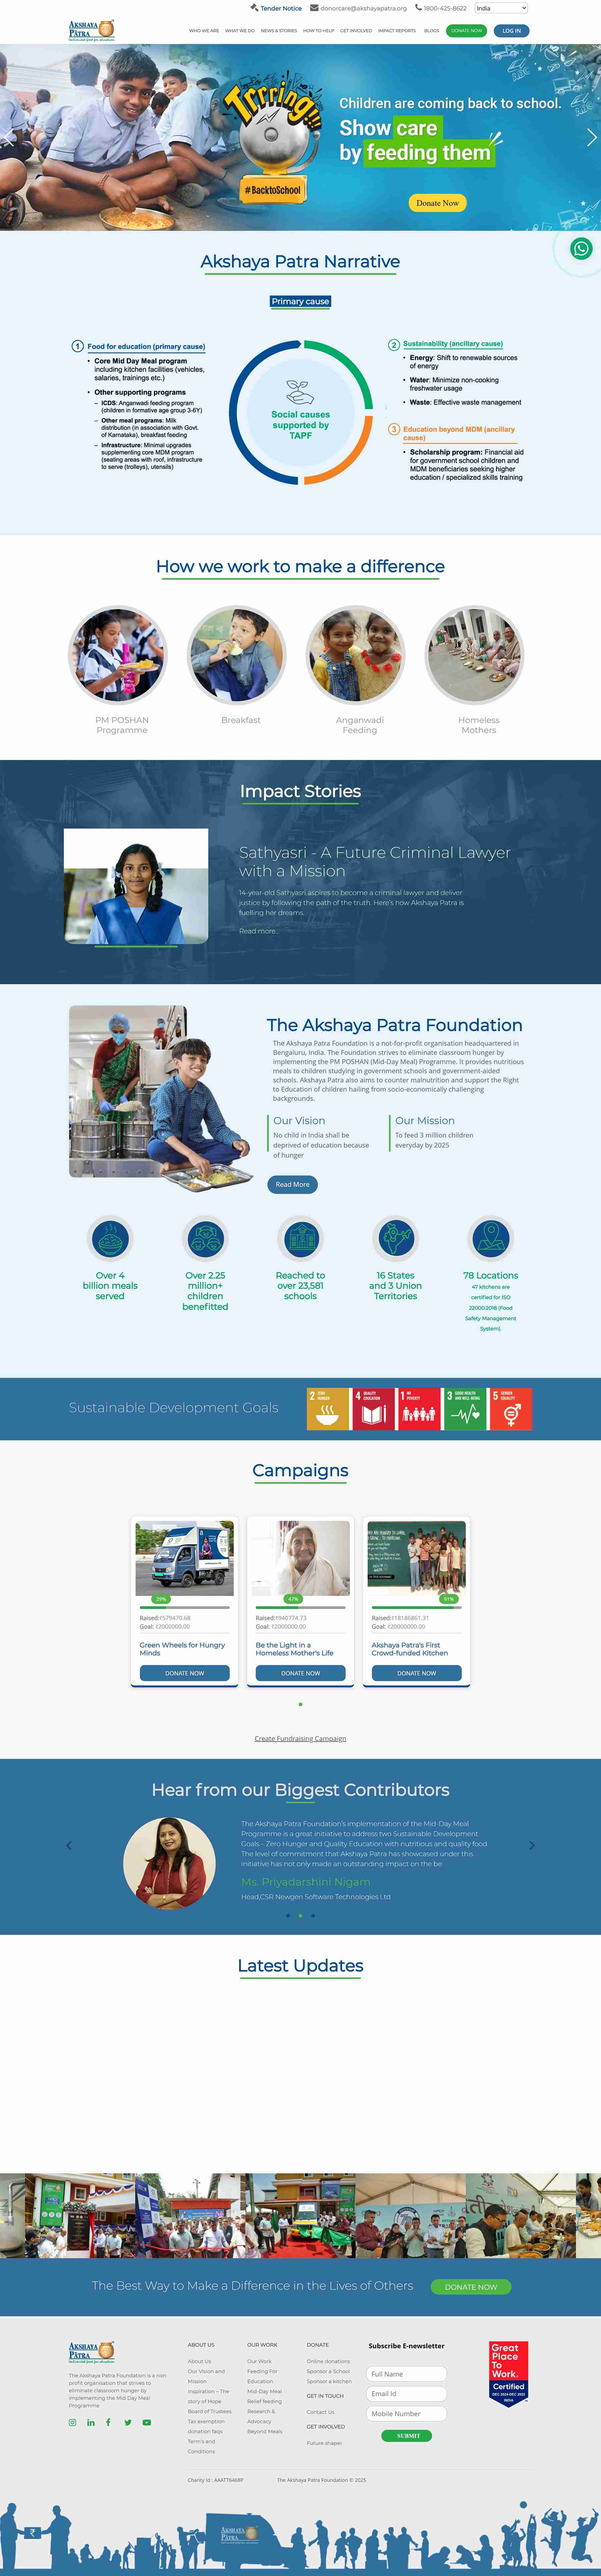 Tender Notice
donorcare@akshayapatra.org
1800-425-8622
India
AKSHAYA
PATRA
WHO WE ARE
WHAT WE DO
NEWS & STORIES
HOW TO HELP
GET INVOLVED
IMPACT REPORTS
BLOGS
DONATE NOW
LOG IN
Trrring!!
#BacktoSchool
Children are coming back to school.
Show care
by feeding them
Donate Now
Akshaya Patra Narrative
Primary cause
1 Food for education (primary cause)
• Core Mid Day Meal program
including kitchen facilities (vehicles,
salaries, trainings etc.)
• Other supporting programs
– ICDS: Anganwadi feeding program
(children in formative age group 3-6Y)
– Other meal programs: Milk
distribution (in association with Govt.
of Karnataka), breakfast feeding
– Infrastructure: Minimal upgrades
supplementing core MDM program
(seating areas with roof, infrastructure
to serve (trolleys), utensils)
Social causes
supported by
TAPF
2 Sustainability (ancillary cause)
• Energy: Shift to renewable sources
of energy
• Water: Minimize non-cooking
freshwater usage
• Waste: Effective waste management
3 Education beyond MDM (ancillary
cause)
• Scholarship program: Financial aid
for government school children and
MDM beneficiaries seeking higher
education / specialized skills training
How we work to make a difference
PM POSHAN
Programme
Breakfast
Anganwadi
Feeding
Homeless
Mothers
Impact Stories
Sathyasri - A Future Criminal Lawyer
with a Mission
14-year-old Sathyasri aspires to become a criminal lawyer and deliver
justice by following the path of the truth. Here's how Akshaya Patra is
fuelling her dreams.
Read more..
The Akshaya Patra Foundation
The Akshaya Patra Foundation is a not-for-profit organisation headquartered in
Bengaluru, India. The Foundation strives to eliminate classroom hunger by
implementing the PM POSHAN (Mid-Day Meal) Programme. It provides nutritious
meals to children studying in government schools and government-aided
schools. Akshaya Patra also aims to counter malnutrition and support the Right
to Education of children hailing from socio-economically challenging
backgrounds.
Our Vision
No child in India shall be
deprived of education because
of hunger
Our Mission
To feed 3 million children
everyday by 2025
Read More
Over 4
billion meals
served
Over 2.25
million+
children
benefitted
Reached to
over 23,581
schools
16 States
and 3 Union
Territories
78 Locations
47 kitchens are
certified for ISO
22000:2018 (Food
Safety Management
System).
Sustainable Development Goals
2 ZERO HUNGER
4 QUALITY EDUCATION
1 NO POVERTY
3 GOOD HEALTH AND WELL-BEING
5 GENDER EQUALITY
Campaigns
29%
Raised:₹579470.68
Goal: ₹2000000.00
Green Wheels for Hungry
Minds
DONATE NOW
47%
Raised:₹940774.73
Goal: ₹2000000.00
Be the Light in a
Homeless Mother's Life
DONATE NOW
91%
Raised:₹18186861.31
Goal: ₹20000000.00
Akshaya Patra's First
Crowd-funded Kitchen
DONATE NOW
Create Fundraising Campaign
Hear from our Biggest Contributors
The Akshaya Patra Foundation's implementation of the Mid-Day Meal
Programme is a great initiative to address two Sustainable Development
Goals – Zero Hunger and Quality Education with nutritious and quality food.
The level of commitment that Akshaya Patra has showcased under this
initiative has not only made an outstanding impact on the be
Ms. Priyadarshini Nigam
Head,CSR Newgen Software Technologies Ltd
Latest Updates
The Best Way to Make a Difference in the Lives of Others
DONATE NOW
AKSHAYA
PATRA
The Akshaya Patra Foundation is a non
profit organisation that strives to
eliminate classroom hunger by
implementing the Mid Day Meal
Programme
ABOUT US
About Us
Our Vision and
Mission
Inspiration – The
story of Hope
Board of Trustees
Tax exemption
donation faqs
Term's and
Conditions
OUR WORK
Our Work
Feeding For
Education
Mid-Day Meal
Relief feeding
Research &
Advocacy
Beyond Meals
DONATE
Online donations
Sponsor a School
Sponsor a kitchen
GET IN TOUCH
Contact Us
GET INVOLVED
Future shaper
Subscribe E-newsletter
Full Name
Email Id
Mobile Number
SUBMIT
Great
Place
To
Work.
Certified
DEC 2024-DEC 2025
INDIA
Charity Id : AAATT6468P
The Akshaya Patra Foundation © 2025
₹
AKSHAYA
PATRA